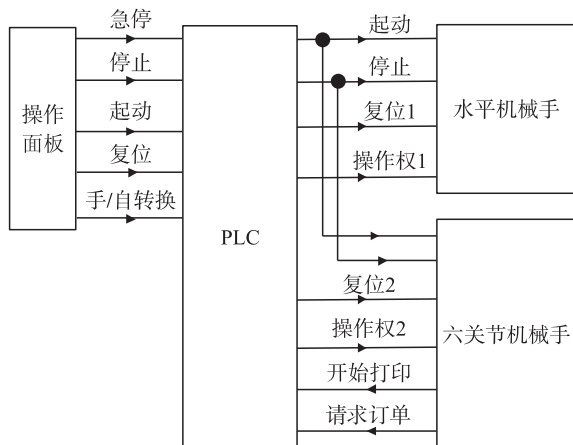 急停
停止
起动
复位
手/自转换
操作
面板
PLC
起动
停止
复位1
操作权1
水平机械手
复位2
操作权2
开始打印
请求订单
六关节机械手